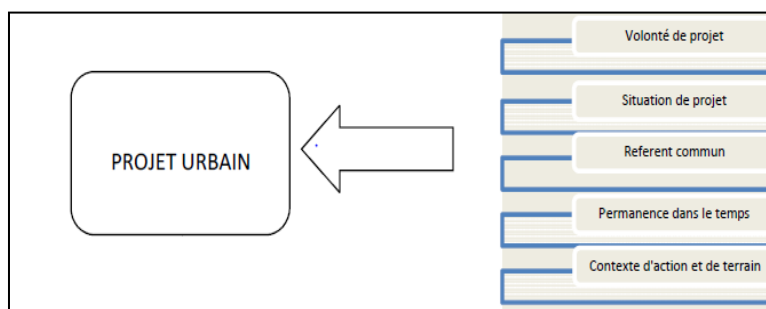 PROJET URBAIN
Volonté de projet
Situation de projet
Referent commun
Permanence dans le temps
Contexte d'action et de terrain